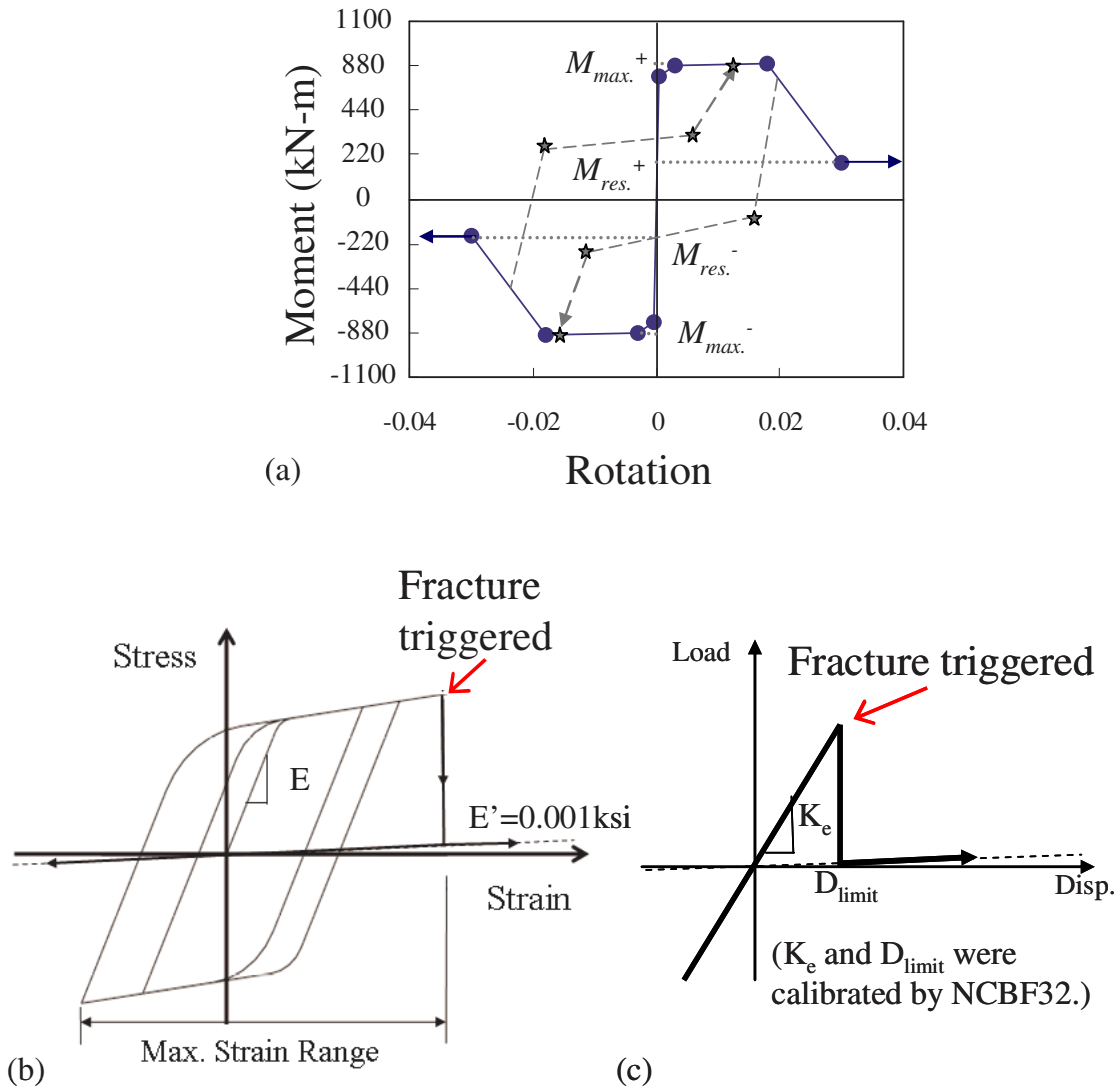 1100
880
440
220
0
-220
-440
-880
-1100
Moment (kN-m)
M_max.^+
M_res.^+
M_res.^-
M_max.^-
-0.04 -0.02 0 0.02 0.04
Rotation
(a)
Fracture
triggered
Stress
E
E’=0.001ksi
Strain
Max. Strain Range
(b)
Load
Fracture triggered
K_e
D_limit
Disp.
(K_e and D_limit were
calibrated by NCBF32.)
(c)